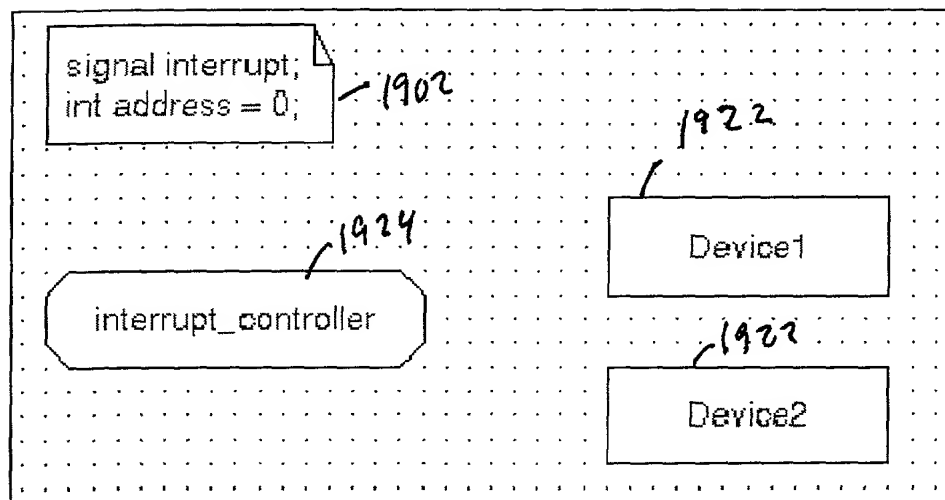 signal interrupt;
int address = 0;
1902
1922
Device1
1924
interrupt_controller
1922
Device2